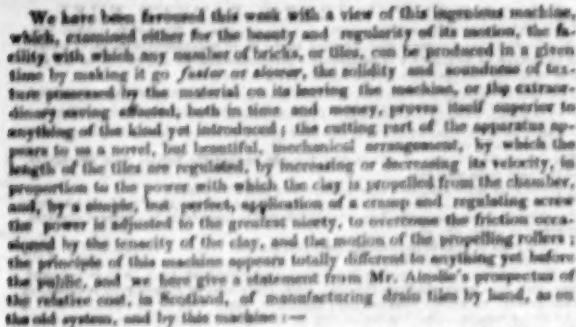 We have been favoured this week with a view of this ingenious machine,
which, examined either for the beauty and regularity of its motion, the fa-
cility with which any number of bricks, or tiles, can be produced in a given
time by making it go faster or slower, the solidity and soundness of tex-
ture possessed by the material on its leaving the machine, or the extraor-
dinary saving effected, both in time and money, proves itself superior to
anything of the kind yet introduced; the cutting part of the apparatus ap-
pears to us a novel, but beautiful, mechanical arrangement, by which the
length of the tiles are regulated, by increasing or decreasing its velocity, in
proportion to the power with which the clay is propelled from the chamber,
and, by a simple, but perfect, application of a cramp and regulating screw
the power is adjusted to the greatest nicety, to overcome the friction occa-
sioned by the tenacity of the clay, and the motion of the propelling rollers;
the principle of this machine appears totally different to anything yet before
the public, and we here give a statement from Mr. Ainslie's prospectus of
the relative cost, in Scotland, of manufacturing drain tiles by hand, as on
the old system, and by this machine:—